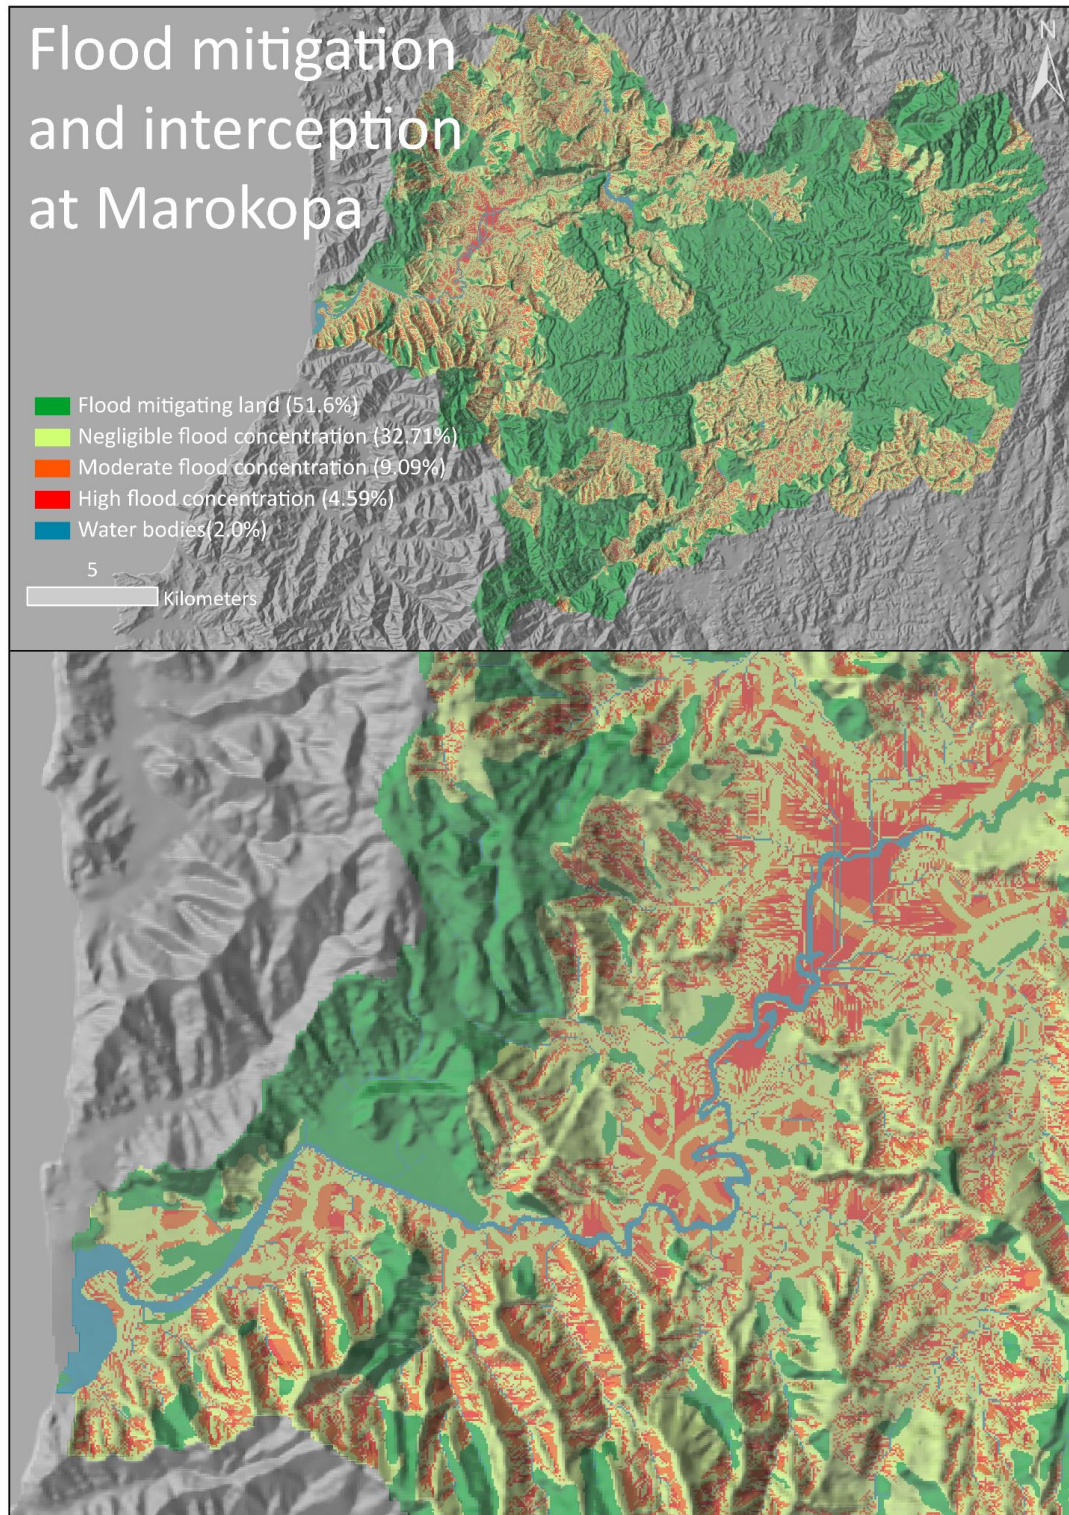 Flood mitigation
and interception
at Marokopa
N
Flood mitigating land (51.6%)
Negligible flood concentration (32.71%)
Moderate flood concentration (9.09%)
High flood concentration (4.59%)
Water bodies(2.0%)
5
Kilometers